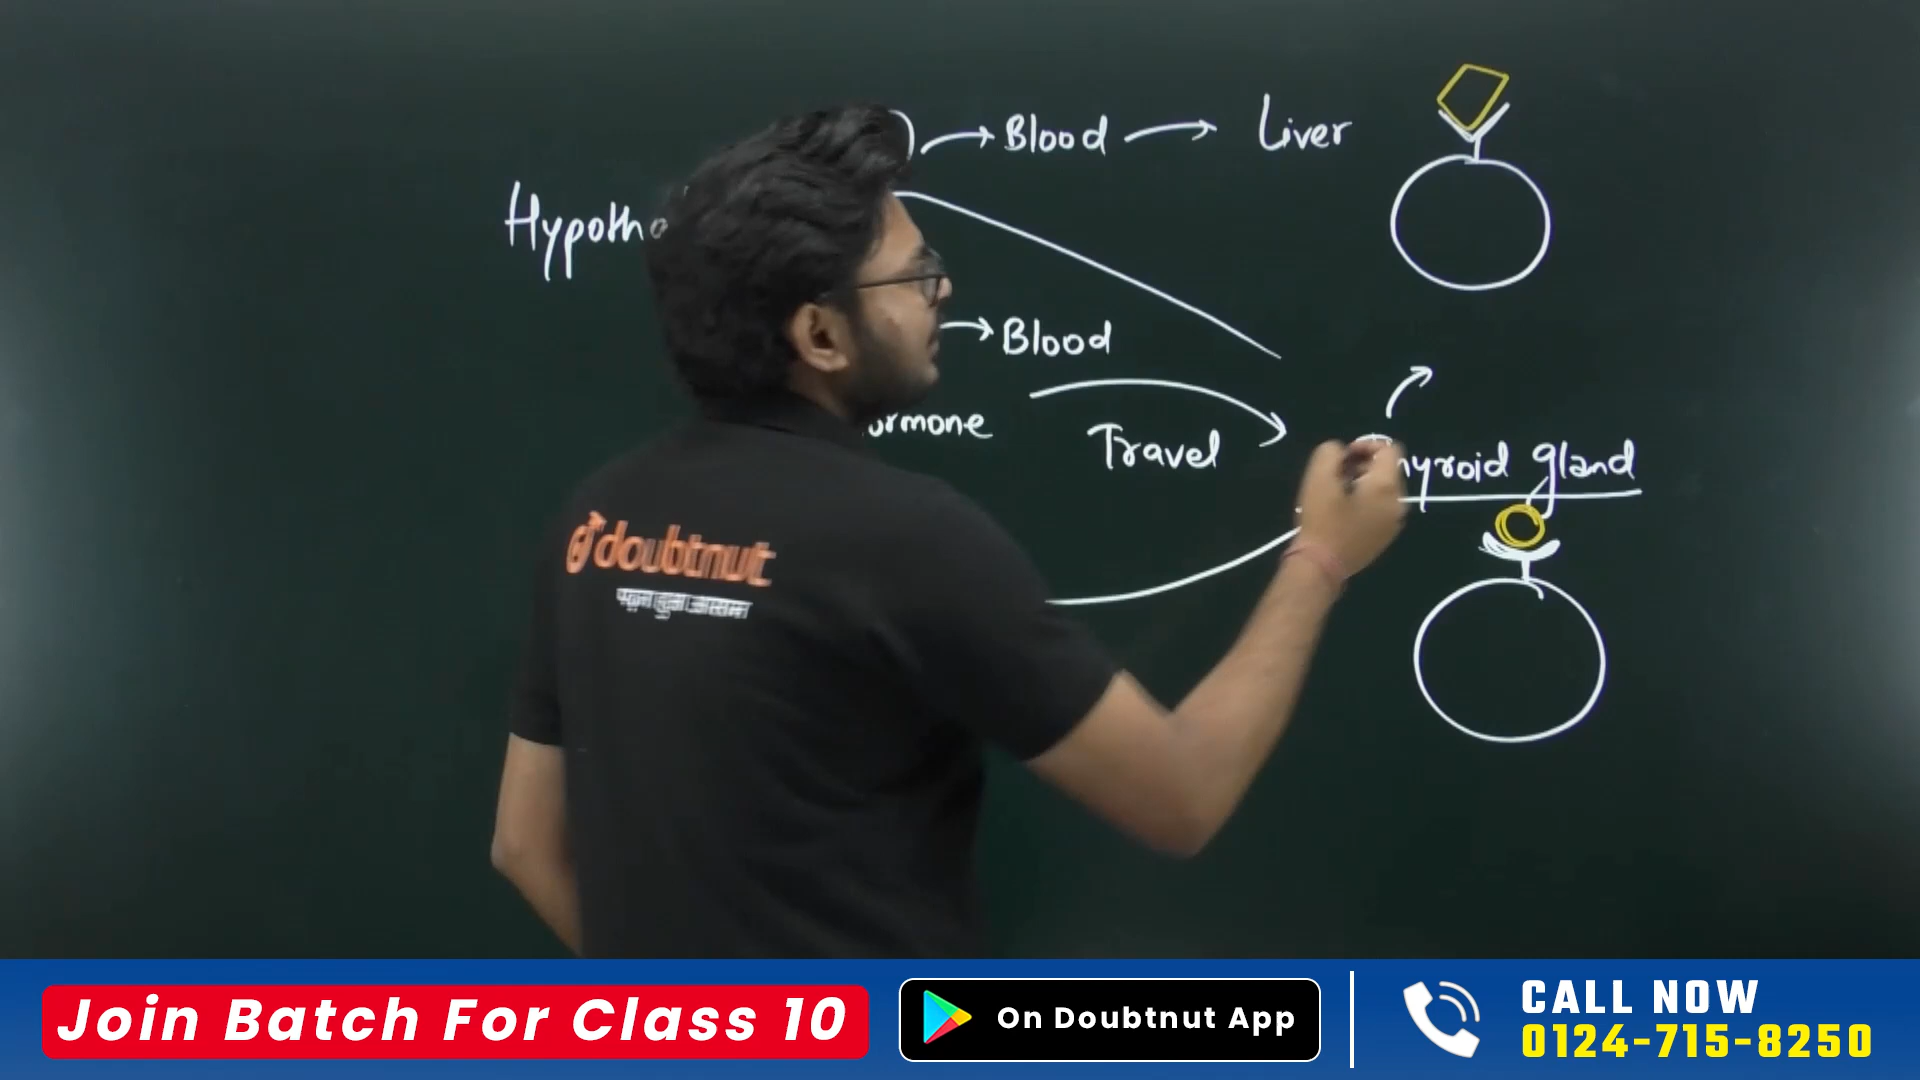 Blood Liver
Hypotha
Blood
ormone
Travel
hyroid gland
doubtnut
Join Batch For Class 10
On Doubtnut App
CALL NOW
0124-715-8250